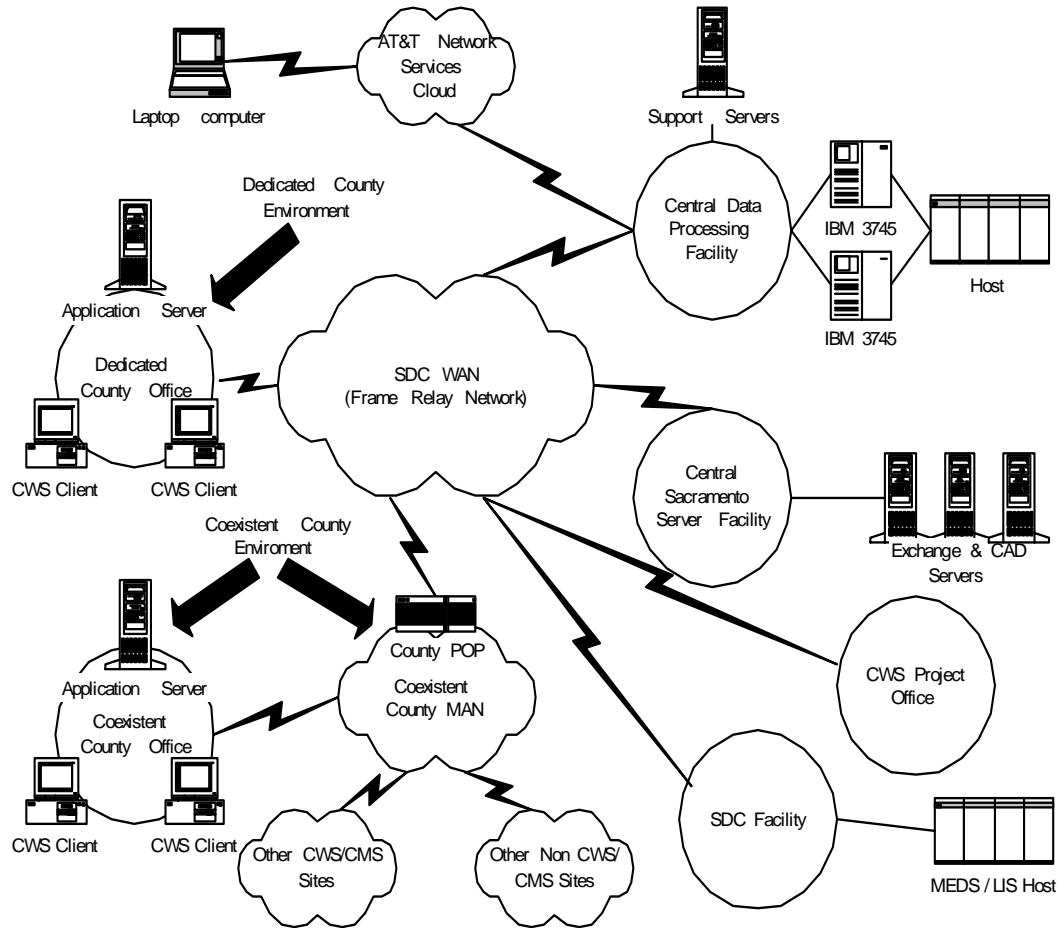 AT&T Network
Services
Cloud
Laptop computer
Support Servers
Dedicated County
Environment
Central Data
Processing
Facility
IBM 3745
Host
IBM 3745
Application Server
Dedicated
County Office
CWS Client
CWS Client
SDC WAN
(Frame Relay Network)
Central
Sacramento
Server Facility
Exchange & CAD
Servers
Coexistent County
Enviroment
County POP
Coexistent
County MAN
Application Server
Coexistent
County Office
CWS Client
CWS Client
CWS Project
Office
SDC Facility
MEDS / LIS Host
Other CWS/CMS
Sites
Other Non CWS/
CMS Sites